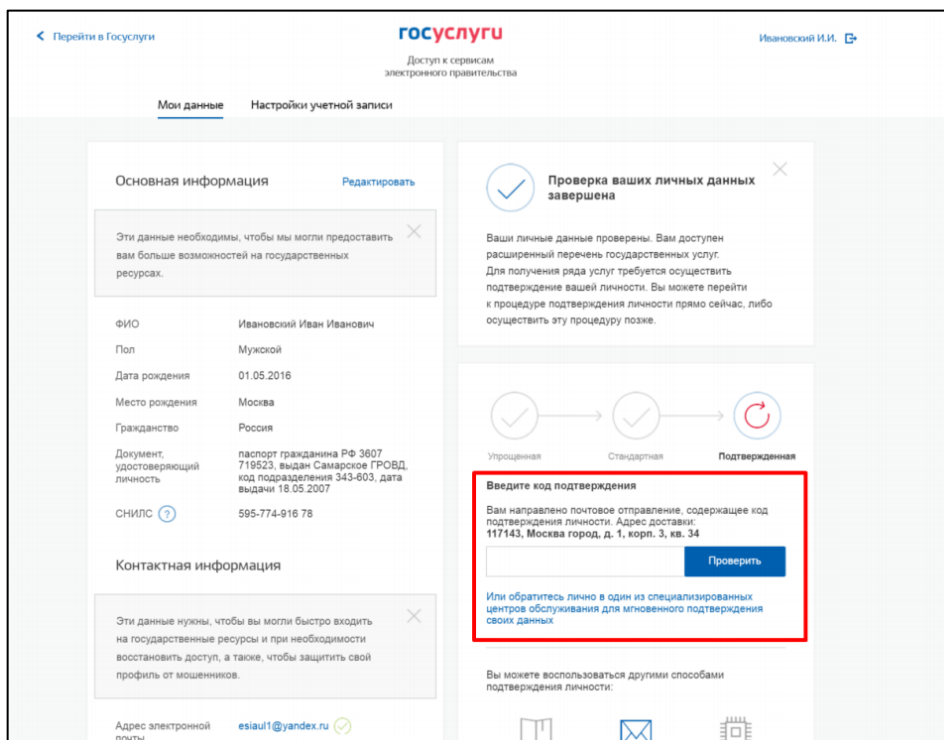 Перейти в Госуслуги
госуслуги
Ивановский И.И.
Доступ к сервисам
электронного правительства
Мои данные
Настройки учетной записи
Основная информация
Редактировать
Эти данные необходимы, чтобы мы могли предоставить
вам больше возможностей на государственных
ресурсах.
ФИО
Ивановский Иван Иванович
Пол
Мужской
Дата рождения
01.05.2016
Место рождения
Москва
Гражданство
Россия
Документ,
удостоверяющий
личность
паспорт гражданина РФ 3607
719523, выдан Самарское ГРОВД,
код подразделения 343-603, дата
выдачи 18.05.2007
СНИЛС ?
595-774-916 78
Контактная информация
Эти данные нужны, чтобы вы могли быстро входить
на государственные ресурсы и при необходимости
восстановить доступ, а также, чтобы защитить свой
профиль от мошенников.
Адрес электронной
почты
esiaul1@yandex.ru
Проверка ваших личных данных
завершена
Ваши личные данные проверены. Вам доступен
расширенный перечень государственных услуг.
Для получения ряда услуг требуется осуществить
подтверждение вашей личности. Вы можете перейти
к процедуре подтверждения личности прямо сейчас, либо
осуществить эту процедуру позже.
Упрощенная
Стандартная
Подтвержденная
Введите код подтверждения
Вам направлено почтовое отправление, содержащее код
подтверждения личности. Адрес доставки:
117143, Москва город, д. 1, корп. 3, кв. 34
Проверить
Или обратитесь лично в один из специализированных
центров обслуживания для мгновенного подтверждения
своих данных
Вы можете воспользоваться другими способами
подтверждения личности: